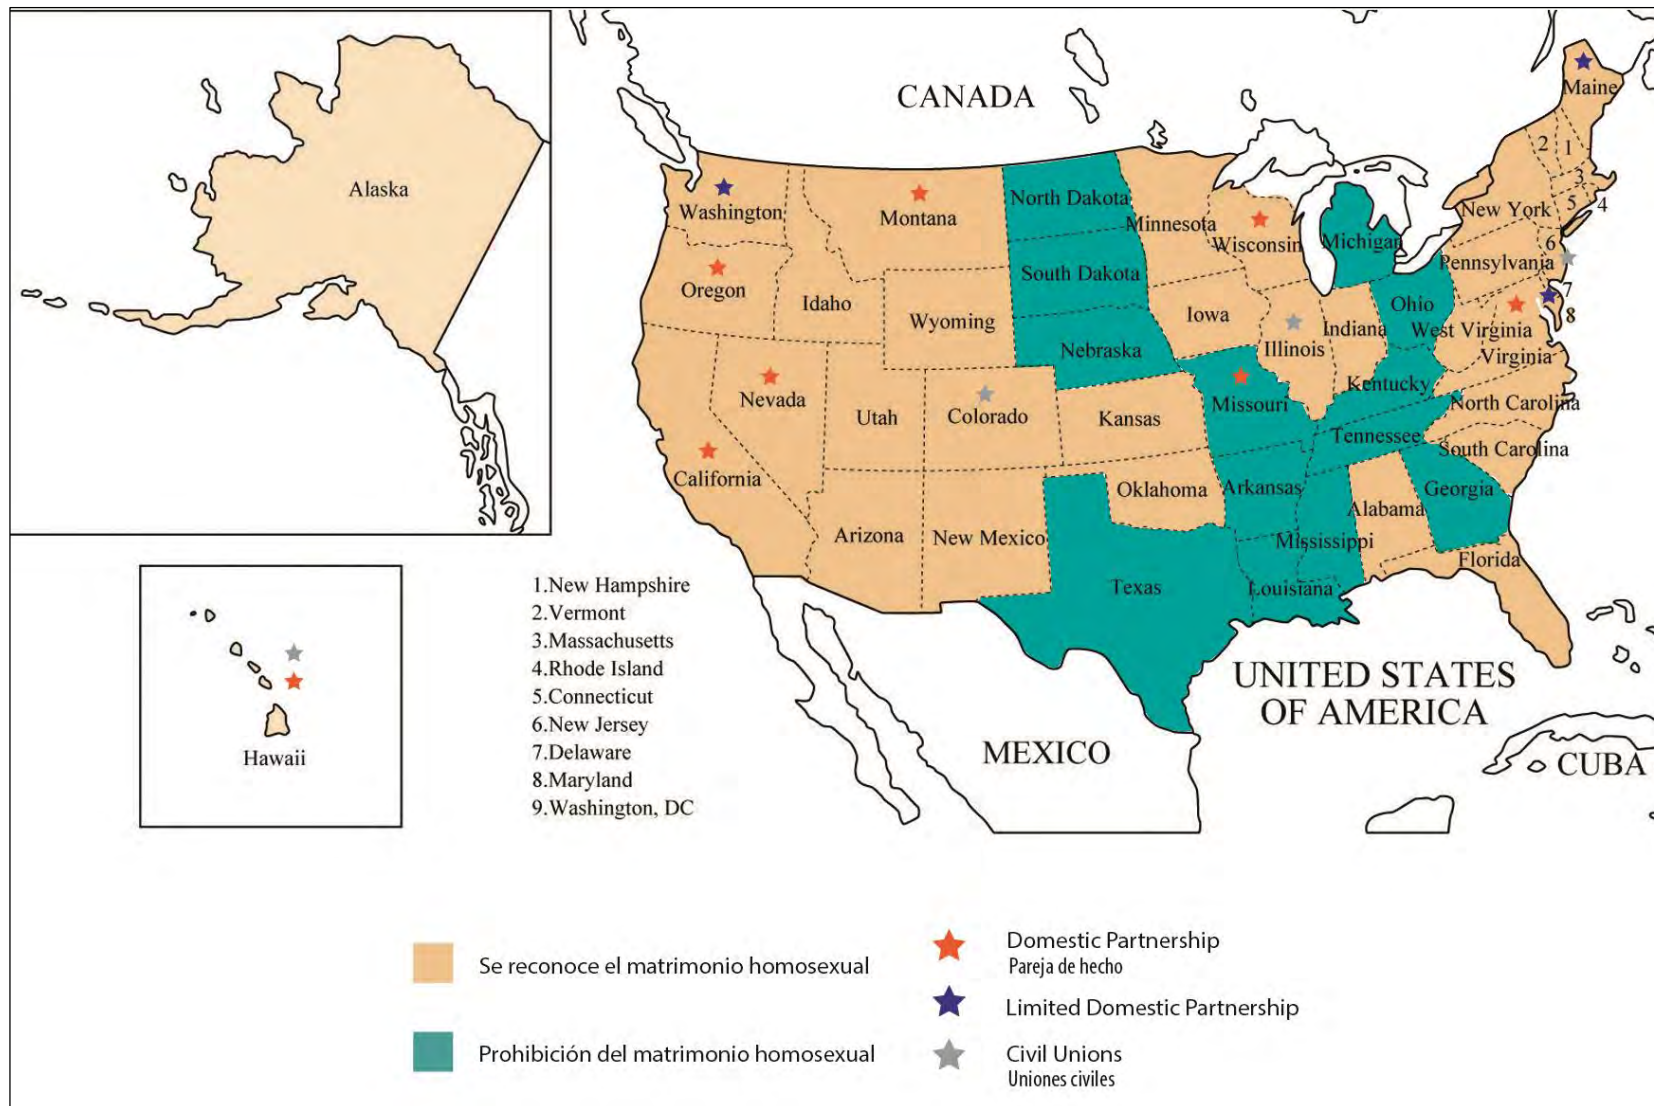 CANADA
Alaska
Maine
2
1
3
4
5
6
7
8
Washington
Montana
North Dakota
Minnesota
Wisconsin
Michigan
New York
Oregon
Idaho
South Dakota
Pennsylvania
Wyoming
Iowa
Ohio
Nebraska
Illinois
Indiana
West Virginia
Virginia
Nevada
Utah
Colorado
Kansas
Missouri
Kentucky
North Carolina
California
Tennessee
South Carolina
Oklahoma
Arkansas
Georgia
Arizona
New Mexico
Alabama
Mississippi
Texas
Louisiana
Florida
Hawaii
1.New Hampshire
2.Vermont
3.Massachusetts
4.Rhode Island
5.Connecticut
6.New Jersey
7.Delaware
8.Maryland
9.Washington, DC
UNITED STATES
OF AMERICA
MEXICO
CUBA
Se reconoce el matrimonio homosexual
Prohibición del matrimonio homosexual
Domestic Partnership
Pareja de hecho
Limited Domestic Partnership
Civil Unions
Uniones civiles